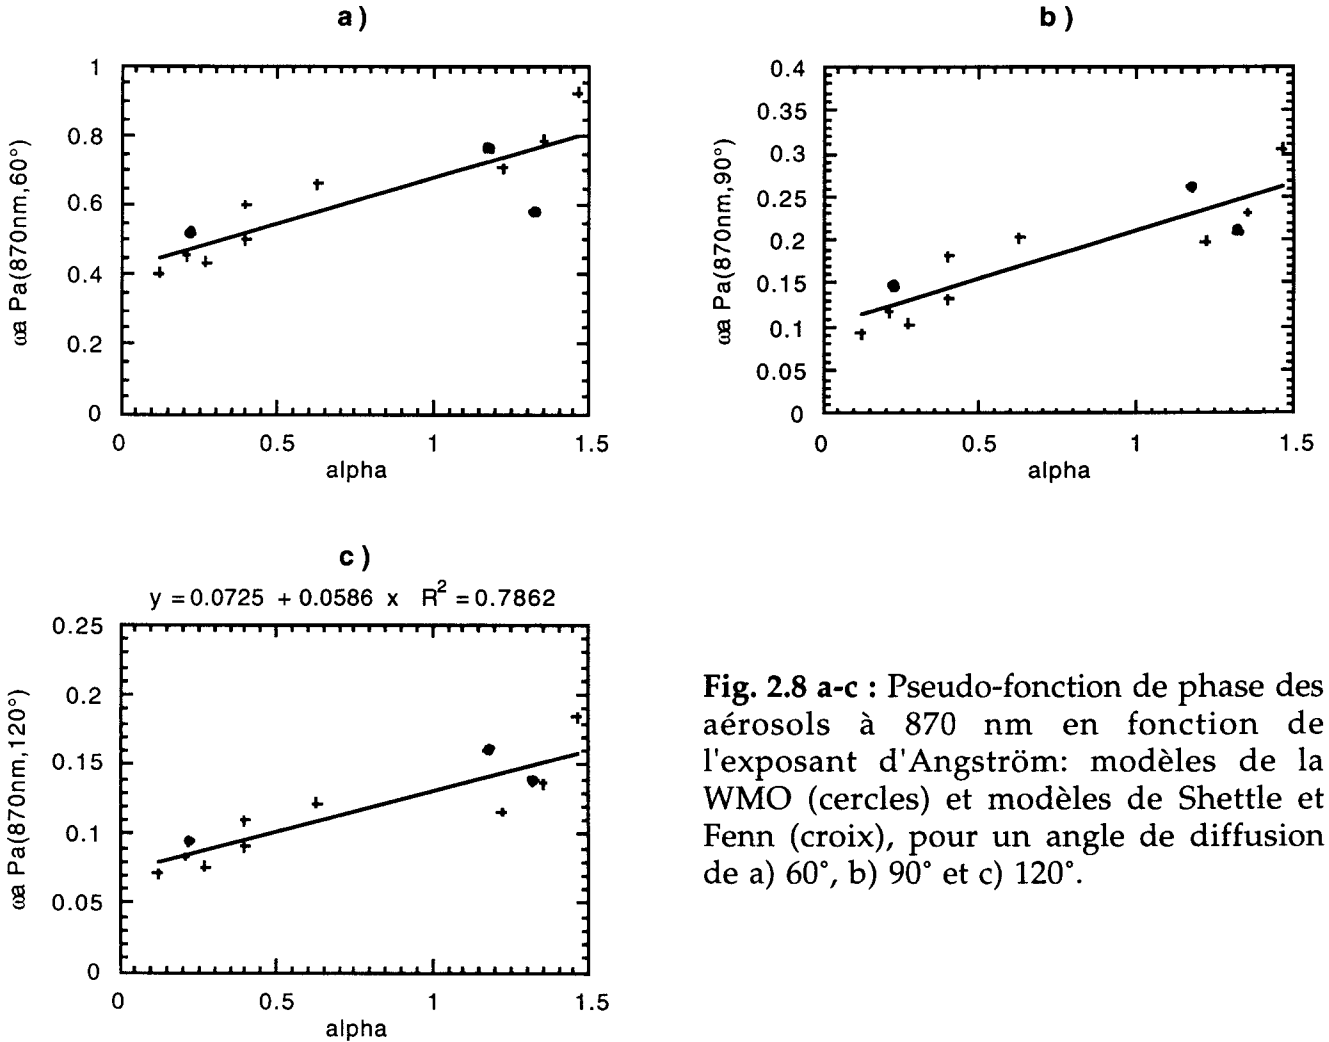 a)
1
0.8
0.6
0.4
0.2
0
0
0.5
1
1.5
ωa Pa(870nm,60°)
alpha
b)
0.4
0.35
0.3
0.25
0.2
0.15
0.1
0.05
0
0
0.5
1
1.5
ωa Pa(870nm,90°)
alpha
c)
y = 0.0725 + 0.0586 x R² = 0.7862
0.25
0.2
0.15
0.1
0.05
0
0
0.5
1
1.5
ωa Pa(870nm,120°)
alpha
Fig. 2.8 a-c : Pseudo-fonction de phase des
aérosols à 870 nm en fonction de
l'exposant d'Angström: modèles de la
WMO (cercles) et modèles de Shettle et
Fenn (croix), pour un angle de diffusion
de a) 60°, b) 90° et c) 120°.